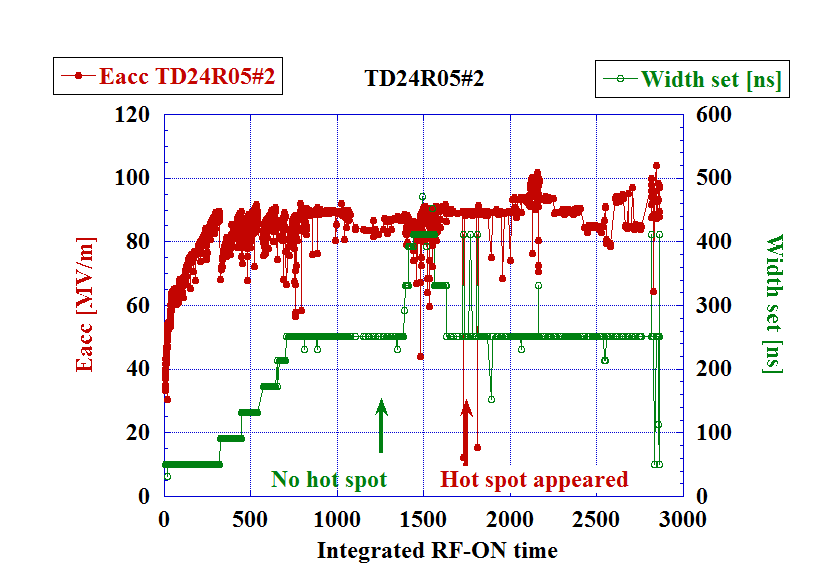 Eacc TD24R05#2
TD24R05#2
Width set [ns]
120
100
80
60
40
20
0
Eacc [MV/m]
600
500
400
300
200
100
0
Width set [ns]
No hot spot
Hot spot appeared
0 500 1000 1500 2000 2500 3000
Integrated RF-ON time